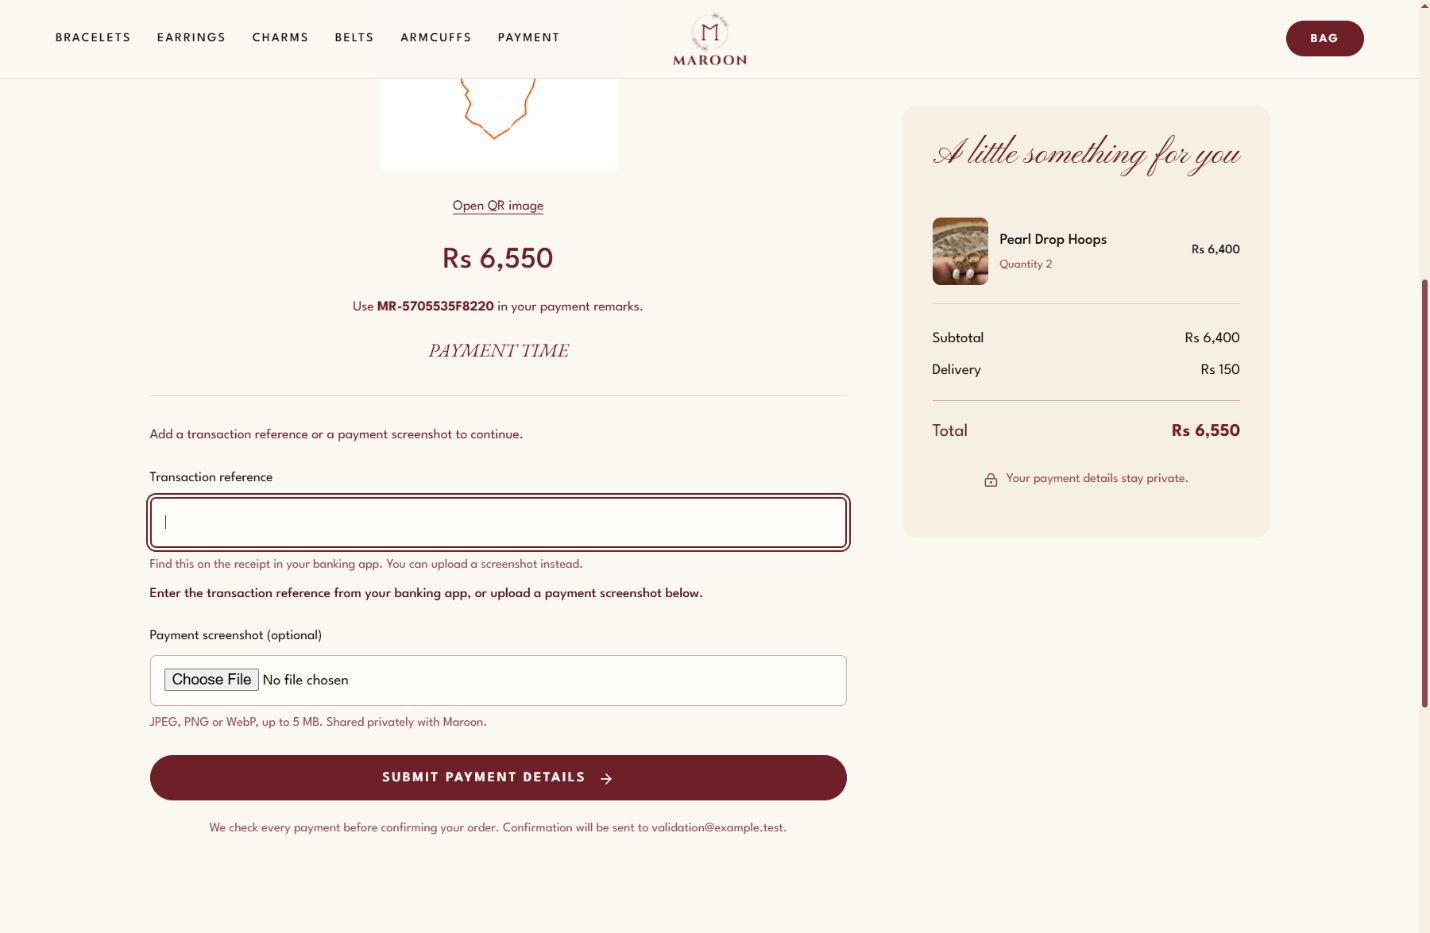 BRACELETS EARRINGS CHARMS BELTS ARMCUFFS PAYMENT
M
MAROON
BAG
Open QR image
Rs 6,550
Use MR-5705535F8220 in your payment remarks.
PAYMENT TIME
Add a transaction reference or a payment screenshot to continue.
Transaction reference
Find this on the receipt in your banking app. You can upload a screenshot instead.
Enter the transaction reference from your banking app, or upload a payment screenshot below.
Payment screenshot (optional)
Choose File No file chosen
JPEG, PNG or WebP, up to 5 MB. Shared privately with Maroon.
SUBMIT PAYMENT DETAILS →
We check every payment before confirming your order. Confirmation will be sent to validation@example.test.
A little something for you
Pearl Drop Hoops
Quantity 2
Rs 6,400
Subtotal Rs 6,400
Delivery Rs 150
Total Rs 6,550
Your payment details stay private.